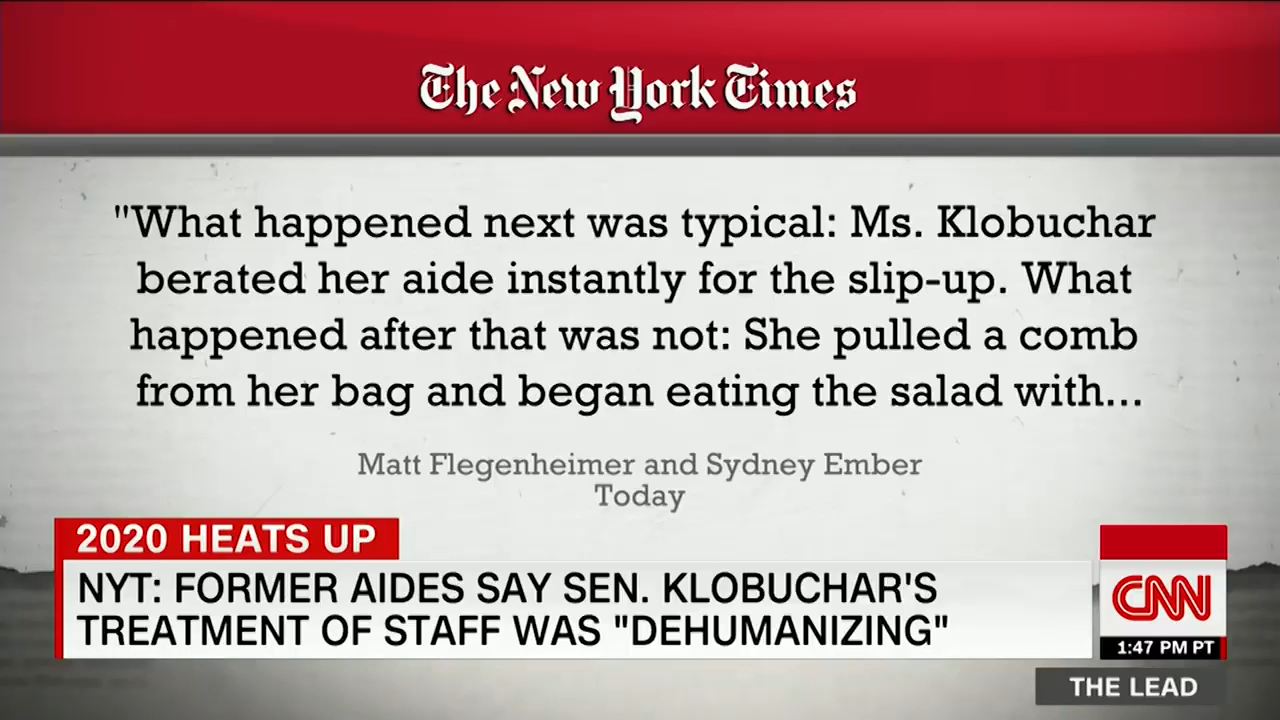 The New York Times
"What happened next was typical: Ms. Klobuchar
berated her aide instantly for the slip-up. What
happened after that was not: She pulled a comb
from her bag and began eating the salad with...
Matt Flegenheimer and Sydney Ember
Today
2020 HEATS UP
NYT: FORMER AIDES SAY SEN. KLOBUCHAR'S
TREATMENT OF STAFF WAS "DEHUMANIZING"
CNN
1:47 PM PT
THE LEAD